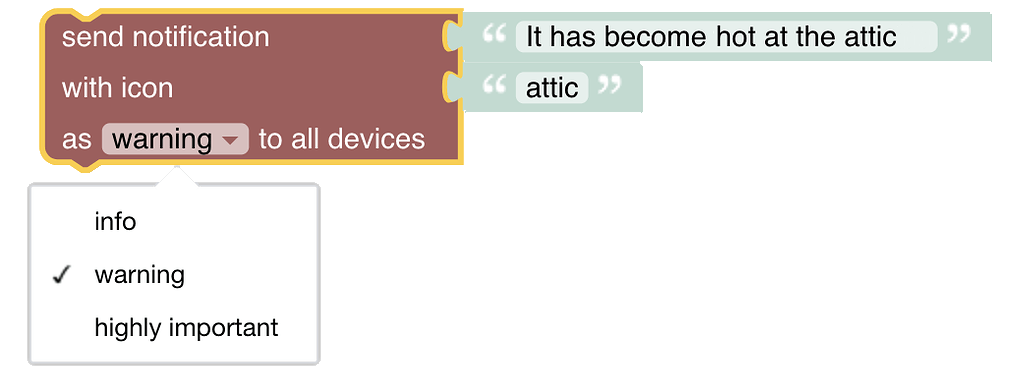 send notification “ It has become hot at the attic ”
with icon “ attic ”
as warning to all devices
info
✓ warning
highly important